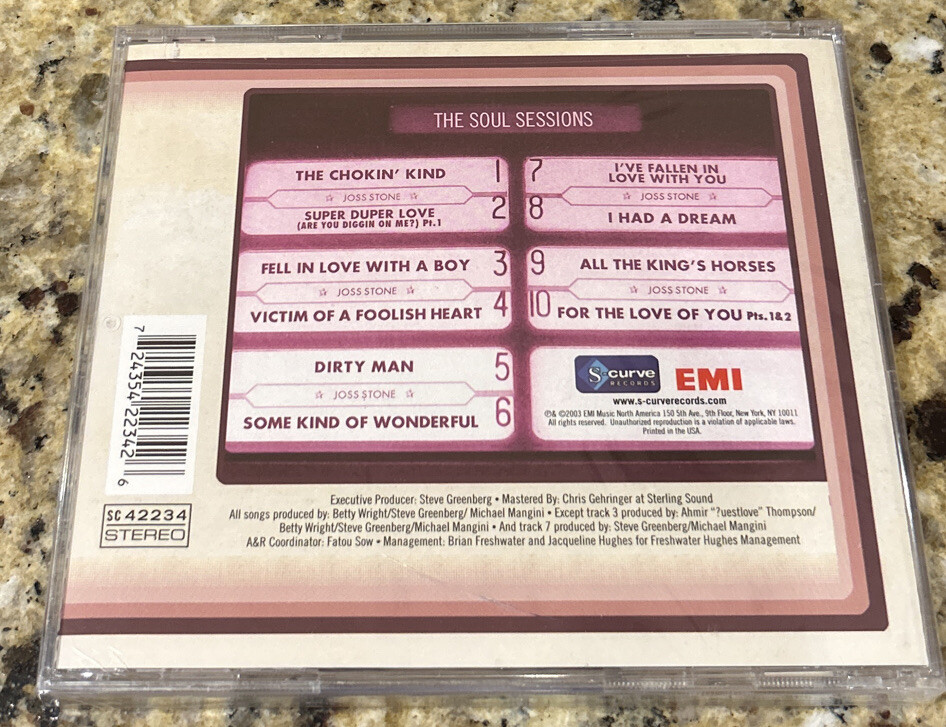 THE SOUL SESSIONS
THE CHOKIN' KIND 1
☆ JOSS STONE ☆
SUPER DUPER LOVE 2
(ARE YOU DIGGIN ON ME?) Pt.1
FELL IN LOVE WITH A BOY 3
☆ JOSS STONE ☆
VICTIM OF A FOOLISH HEART 4
DIRTY MAN 5
☆ JOSS STONE ☆
SOME KIND OF WONDERFUL 6
7 I'VE FALLEN IN
LOVE WITH YOU
☆ JOSS STONE ☆
8 I HAD A DREAM
9 ALL THE KING'S HORSES
☆ JOSS STONE ☆
10 FOR THE LOVE OF YOU Pts.1&2
S-curve
RECORDS
EMI
www.s-curverecords.com
℗& ©2003 EMI Music North America 150 5th Ave., 9th Floor, New York, NY 10011
All rights reserved. Unauthorized reproduction is a violation of applicable laws.
Printed in the USA.
7 24354 22342 6
SC 42234
STEREO
Executive Producer: Steve Greenberg • Mastered By: Chris Gehringer at Sterling Sound
All songs produced by: Betty Wright/Steve Greenberg/ Michael Mangini • Except track 3 produced by: Ahmir "?uestlove" Thompson/
Betty Wright/Steve Greenberg/Michael Mangini • And track 7 produced by: Steve Greenberg/Michael Mangini
A&R Coordinator: Fatou Sow • Management: Brian Freshwater and Jacqueline Hughes for Freshwater Hughes Management